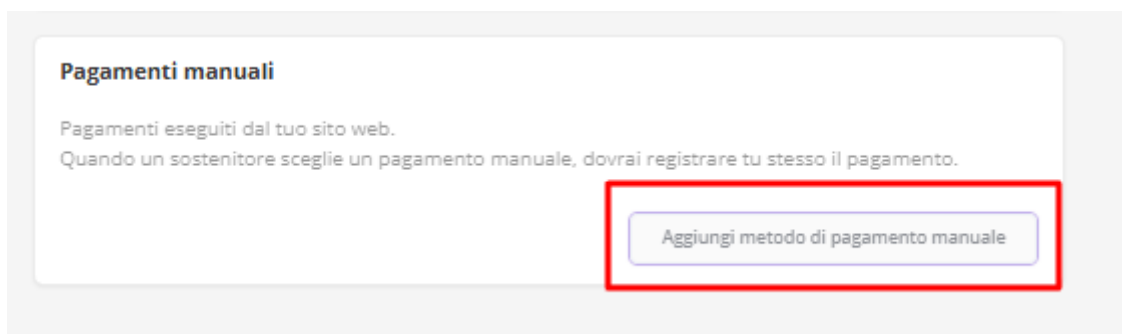 Pagamenti manuali
Pagamenti eseguiti dal tuo sito web.
Quando un sostenitore sceglie un pagamento manuale, dovrai registrare tu stesso il pagamento.
Aggiungi metodo di pagamento manuale